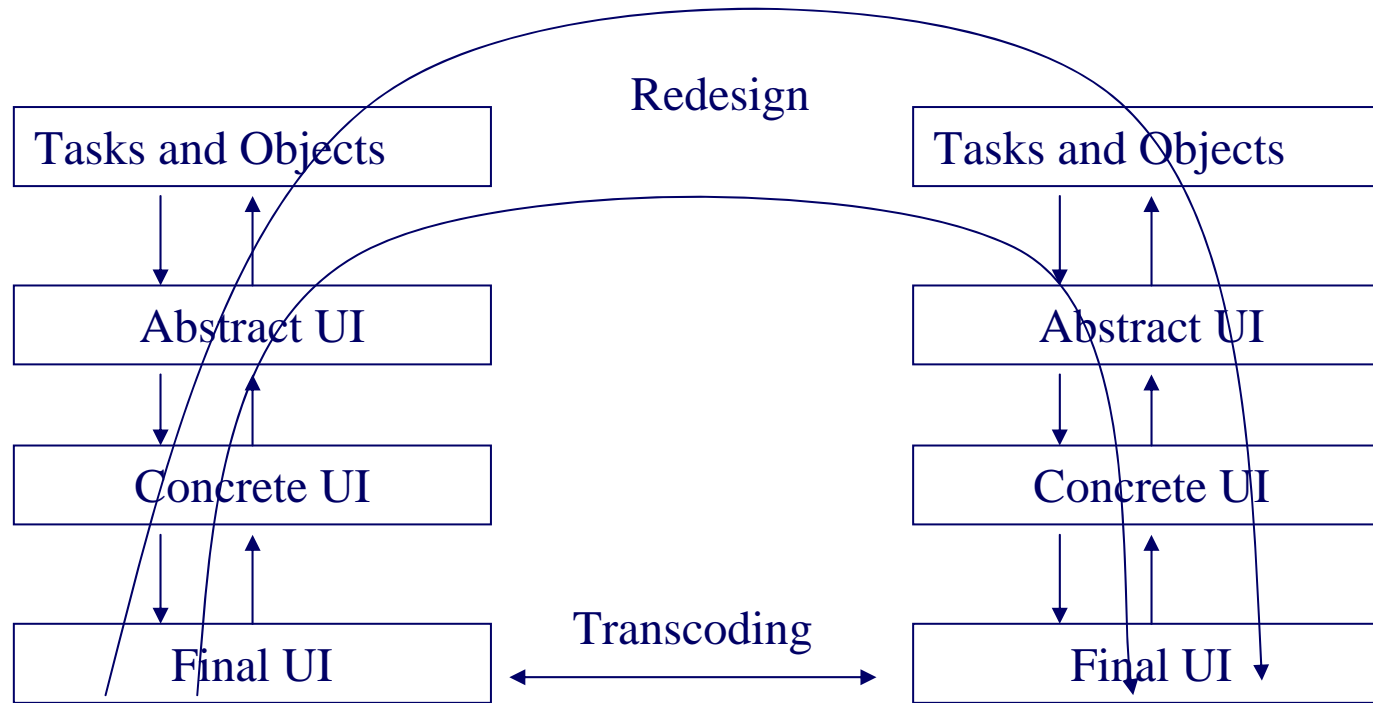 Redesign
Tasks and Objects
Tasks and Objects
Abstract UI
Abstract UI
Concrete UI
Concrete UI
Transcoding
Final UI
Final UI